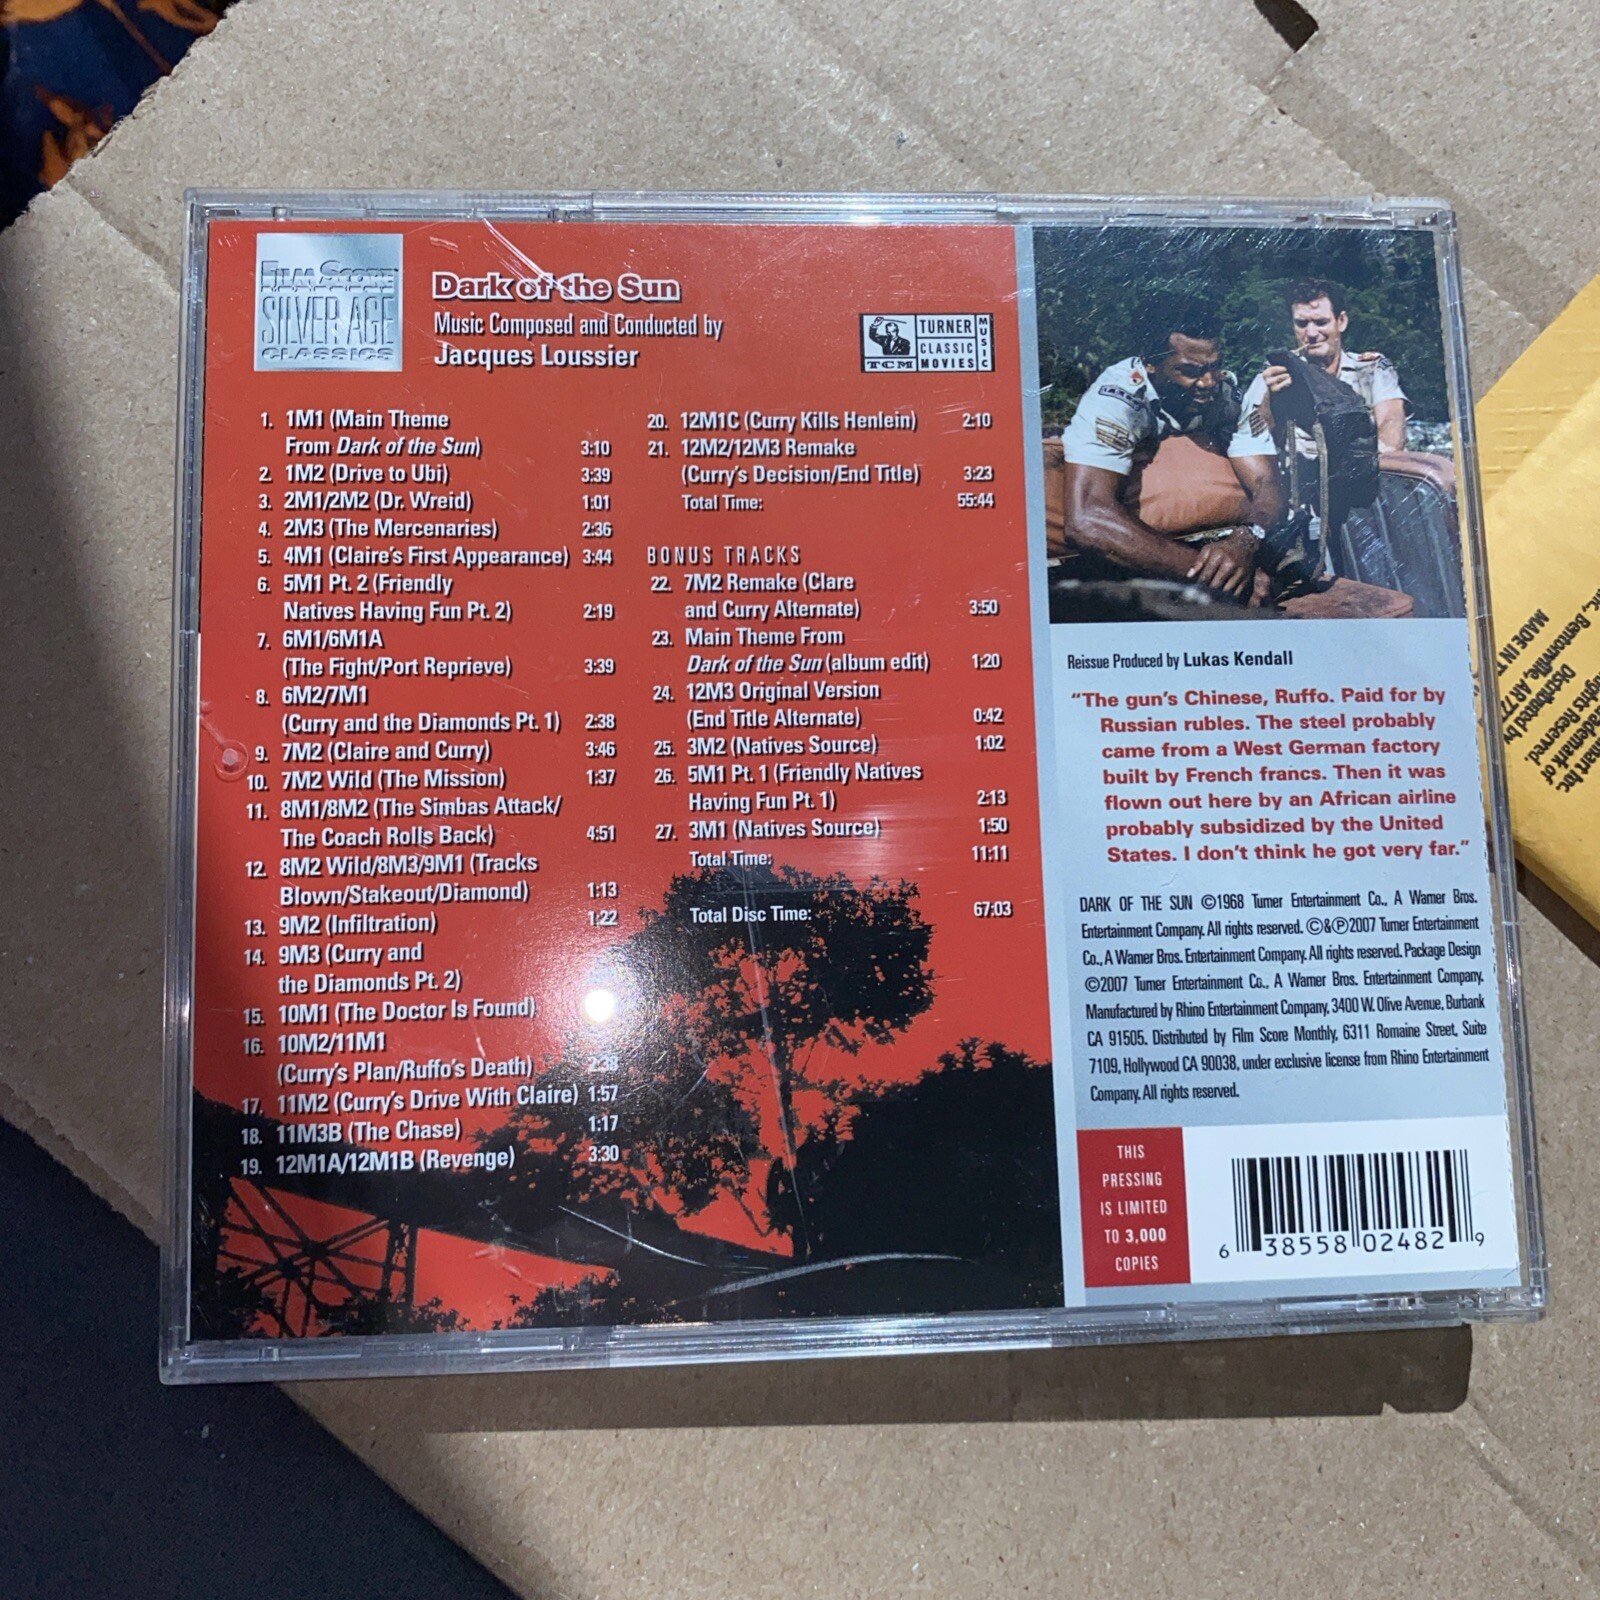 FILM SCORE
SILVER AGE
CLASSICS
Dark of the Sun
Music Composed and Conducted by
Jacques Loussier
TCM
TURNER
CLASSIC
MOVIES
MUSIC
1. 1M1 (Main Theme
From Dark of the Sun) 3:10
2. 1M2 (Drive to Ubi) 3:39
3. 2M1/2M2 (Dr. Wreid) 1:01
4. 2M3 (The Mercenaries) 2:36
5. 4M1 (Claire's First Appearance) 3:44
6. 5M1 Pt. 2 (Friendly
Natives Having Fun Pt. 2) 2:19
7. 6M1/6M1A
(The Fight/Port Reprieve) 3:39
8. 6M2/7M1
(Curry and the Diamonds Pt. 1) 2:38
9. 7M2 (Claire and Curry) 3:46
10. 7M2 Wild (The Mission) 1:37
11. 8M1/8M2 (The Simbas Attack/
The Coach Rolls Back) 4:51
12. 8M2 Wild/8M3/9M1 (Tracks
Blown/Stakeout/Diamond) 1:13
13. 9M2 (Infiltration) 1:22
14. 9M3 (Curry and
the Diamonds Pt. 2)
15. 10M1 (The Doctor Is Found)
16. 10M2/11M1
(Curry's Plan/Ruffo's Death) 2:38
17. 11M2 (Curry's Drive With Claire) 1:57
18. 11M3B (The Chase) 1:17
19. 12M1A/12M1B (Revenge) 3:30
20. 12M1C (Curry Kills Henlein) 2:10
21. 12M2/12M3 Remake
(Curry's Decision/End Title) 3:23
Total Time: 55:44
BONUS TRACKS
22. 7M2 Remake (Clare
and Curry Alternate) 3:50
23. Main Theme From
Dark of the Sun (album edit) 1:20
24. 12M3 Original Version
(End Title Alternate) 0:42
25. 3M2 (Natives Source) 1:02
26. 5M1 Pt. 1 (Friendly Natives
Having Fun Pt. 1) 2:13
27. 3M1 (Natives Source) 1:50
Total Time: 11:11
Total Disc Time: 67:03
Reissue Produced by Lukas Kendall
"The gun's Chinese, Ruffo. Paid for by
Russian rubles. The steel probably
came from a West German factory
built by French francs. Then it was
flown out here by an African airline
probably subsidized by the United
States. I don't think he got very far."
DARK OF THE SUN ©1968 Turner Entertainment Co., A Warner Bros.
Entertainment Company. All rights reserved. ©&℗2007 Turner Entertainment
Co., A Warner Bros. Entertainment Company. All rights reserved. Package Design
©2007 Turner Entertainment Co., A Warner Bros. Entertainment Company.
Manufactured by Rhino Entertainment Company, 3400 W. Olive Avenue, Burbank
CA 91505. Distributed by Film Score Monthly, 6311 Romaine Street, Suite
7109, Hollywood CA 90038, under exclusive license from Rhino Entertainment
Company. All rights reserved.
THIS
PRESSING
IS LIMITED
TO 3,000
COPIES
6 38558 02482 9
MADE IN
Inc., Bentonville, AR 727
Distributed by
ights Reserved.
ademark of
mart Inc.